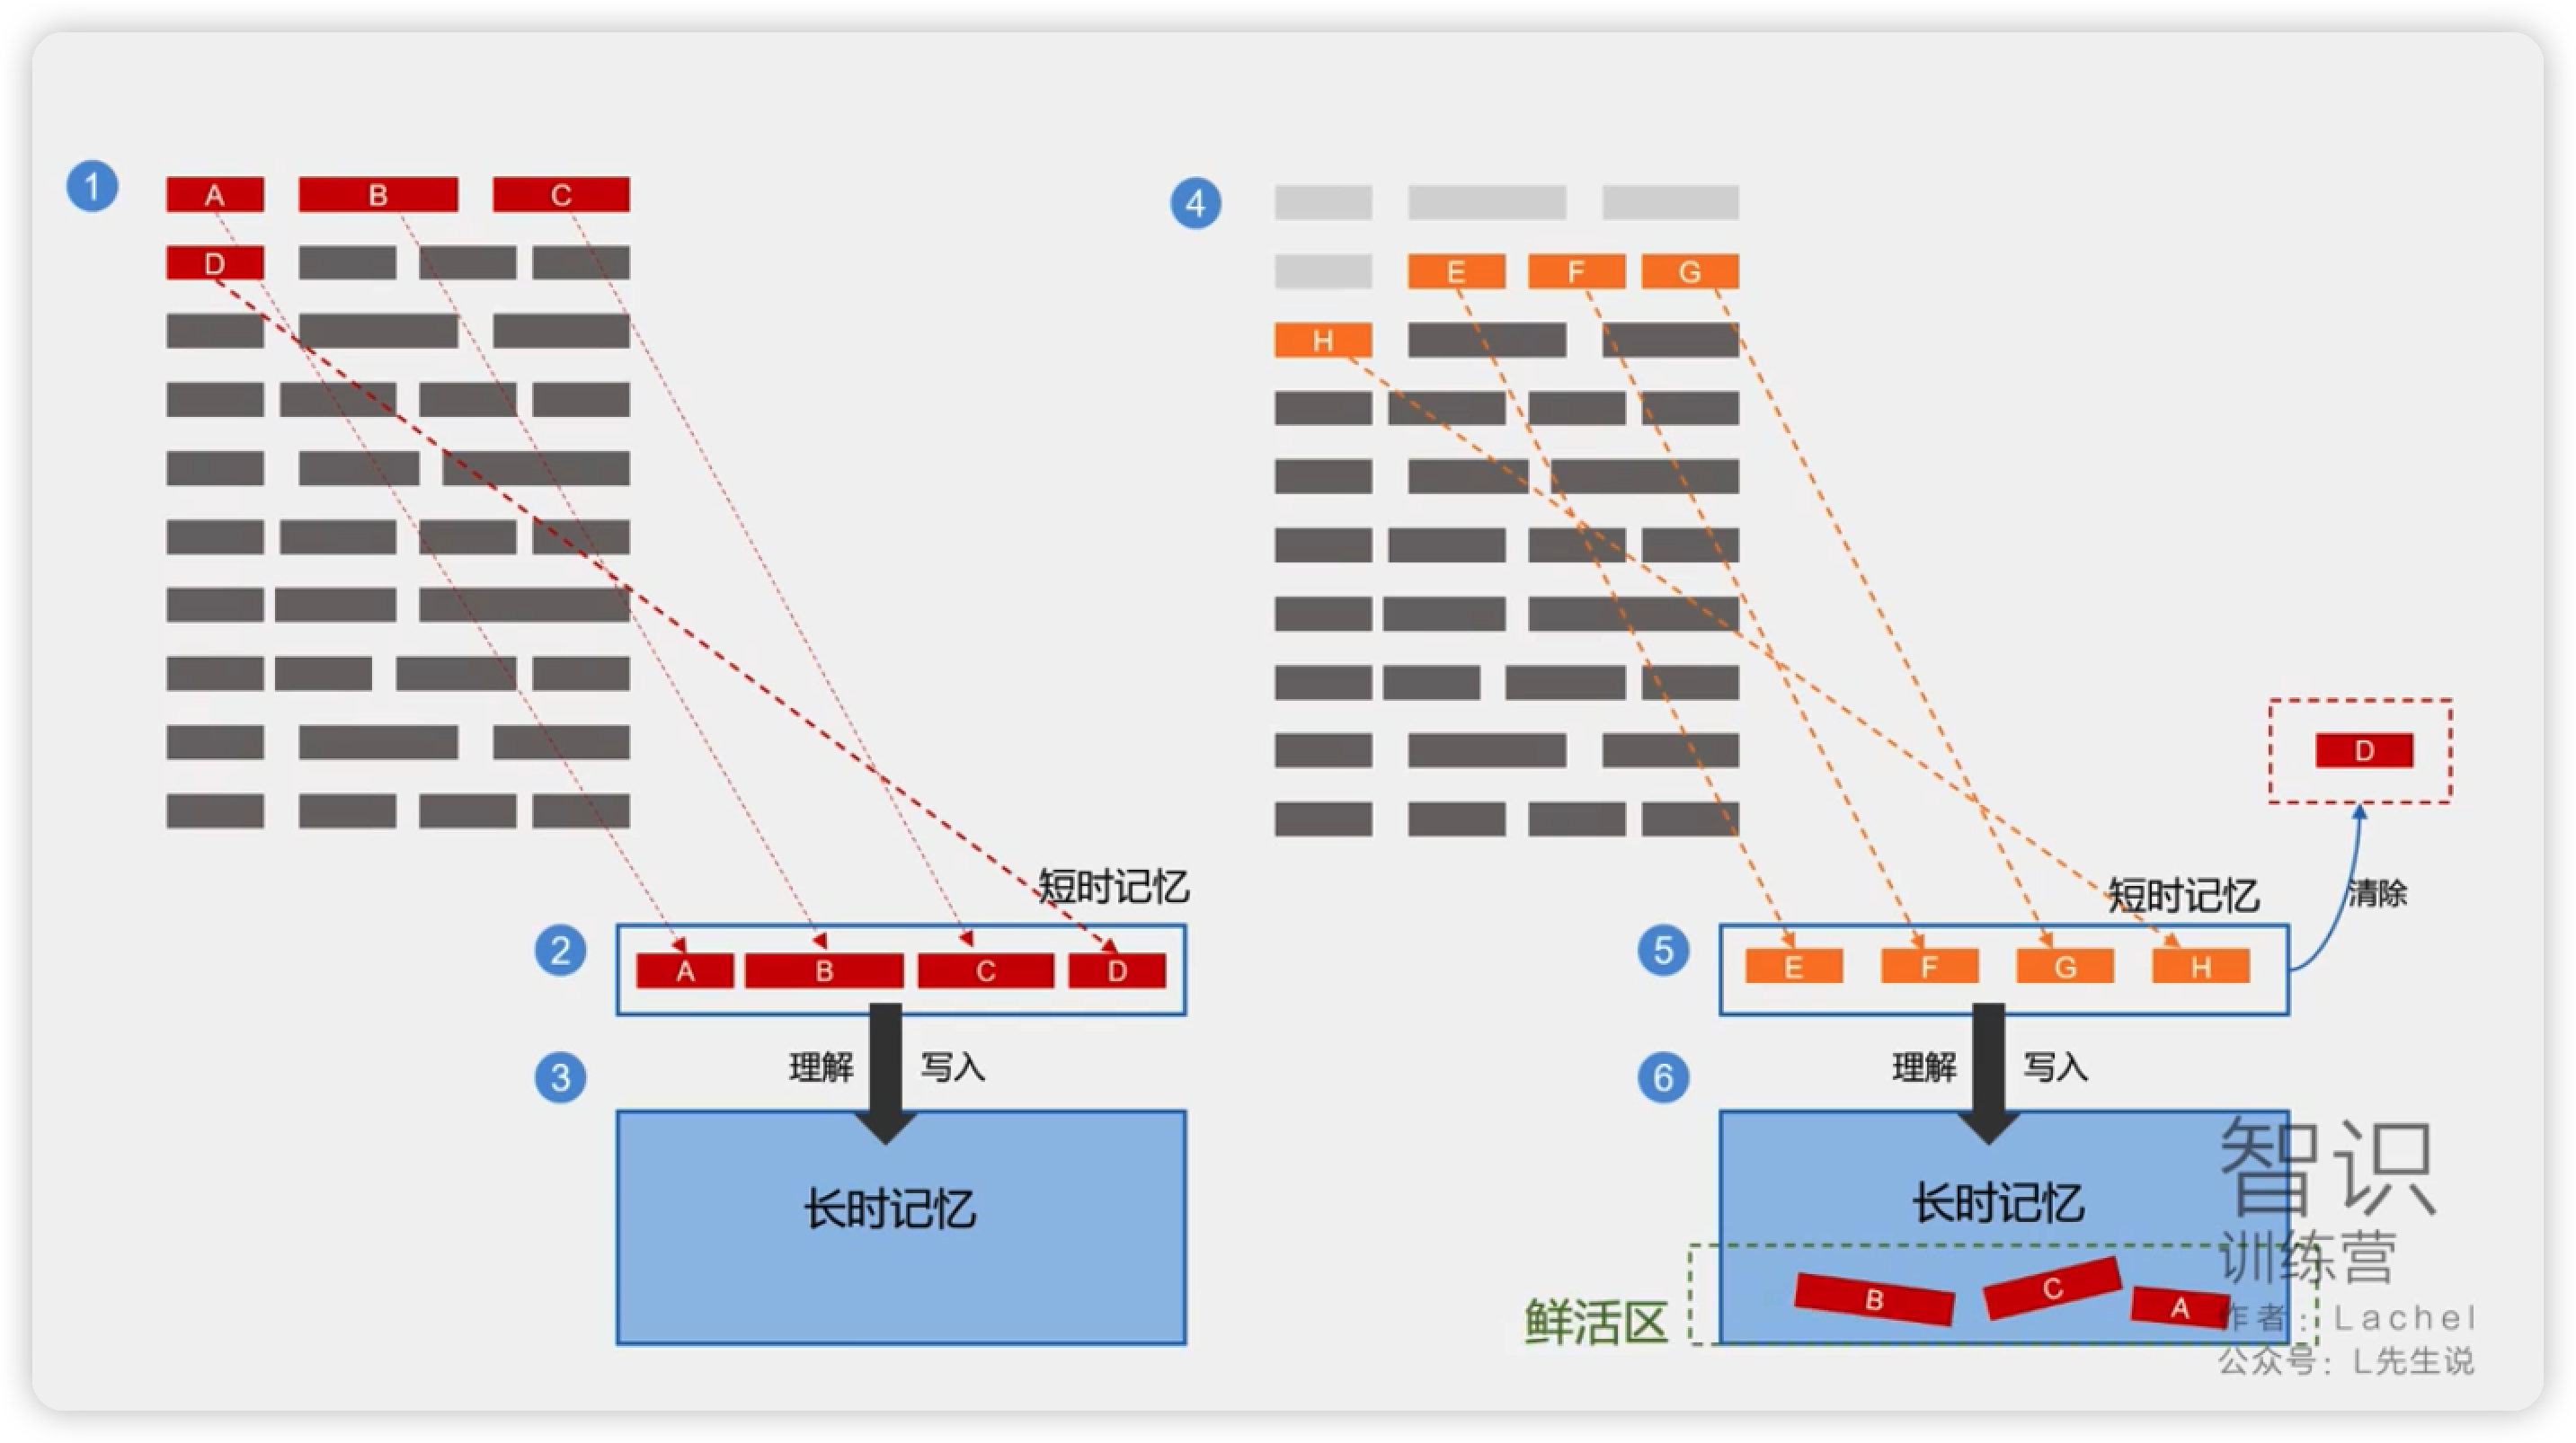 1
A B C
D
短时记忆
2
A B C D
3
理解 写入
长时记忆
4
E F G
H
D
清除
短时记忆
5
E F G H
6
理解 写入
长时记忆
鲜活区
B C A
智识
训练营
作者：Lachel
公众号：L先生说